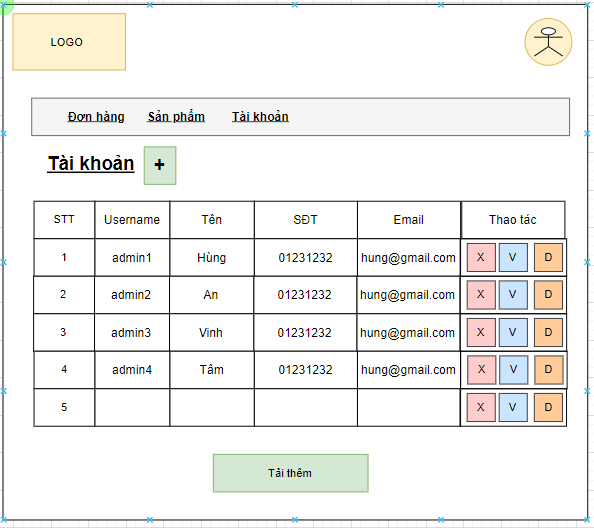 LOGO
Đơn hàng Sản phẩm Tài khoản
Tài khoản +
STT Username Tên SĐT Email Thao tác
1 admin1 Hùng 01231232 hung@gmail.com X V D
2 admin2 An 01231232 hung@gmail.com X V D
3 admin3 Vinh 01231232 hung@gmail.com X V D
4 admin4 Tâm 01231232 hung@gmail.com X V D
5 X V D
Tải thêm